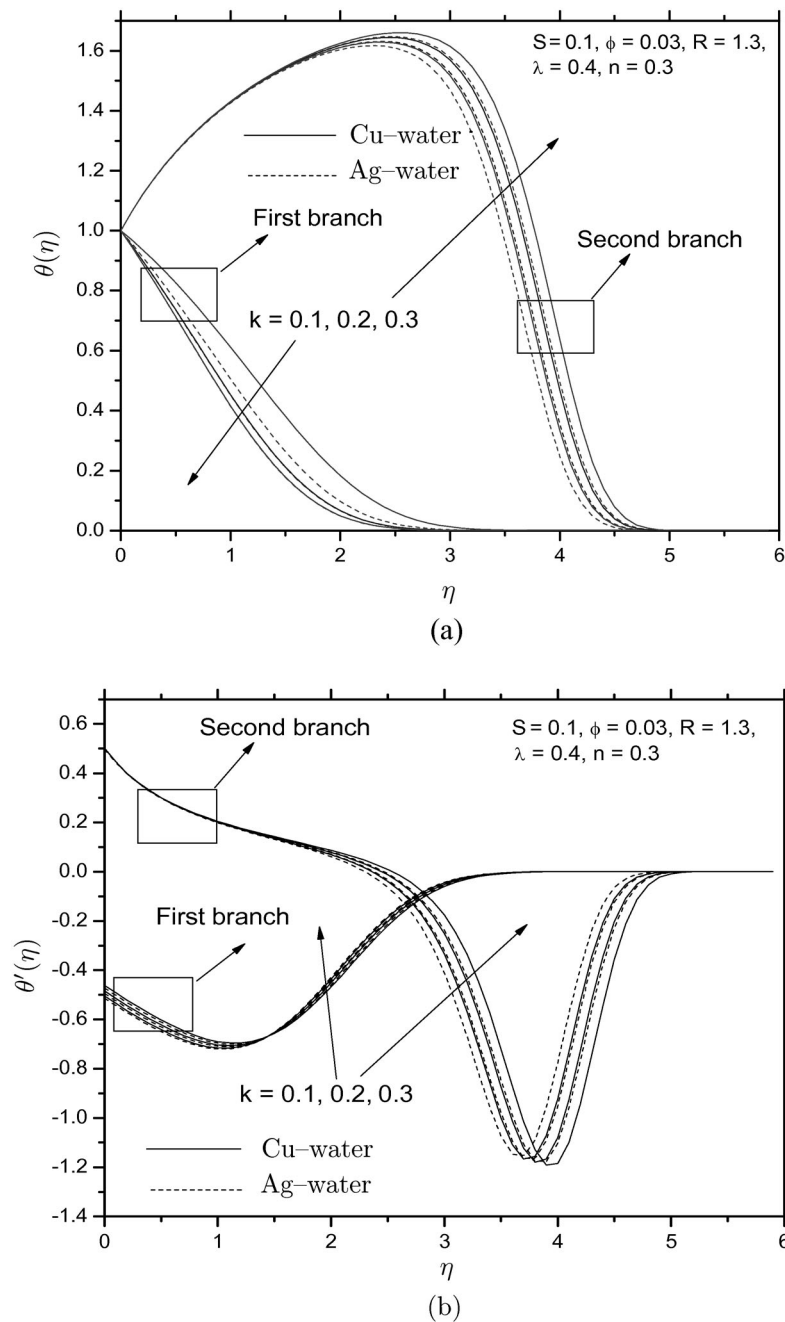 1.6
1.4
1.2
1.0
0.8
0.6
0.4
0.2
0.0
θ(η)
S = 0.1, ϕ = 0.03, R = 1.3,
λ = 0.4, n = 0.3
Cu–water
Ag–water
First branch
Second branch
k = 0.1, 0.2, 0.3
0 1 2 3 4 5 6
η
(a)
0.6
0.4
0.2
0.0
-0.2
-0.4
-0.6
-0.8
-1.0
-1.2
-1.4
θ′(η)
S = 0.1, ϕ = 0.03, R = 1.3,
λ = 0.4, n = 0.3
Second branch
First branch
k = 0.1, 0.2, 0.3
Cu–water
Ag–water
0 1 2 3 4 5 6
η
(b)